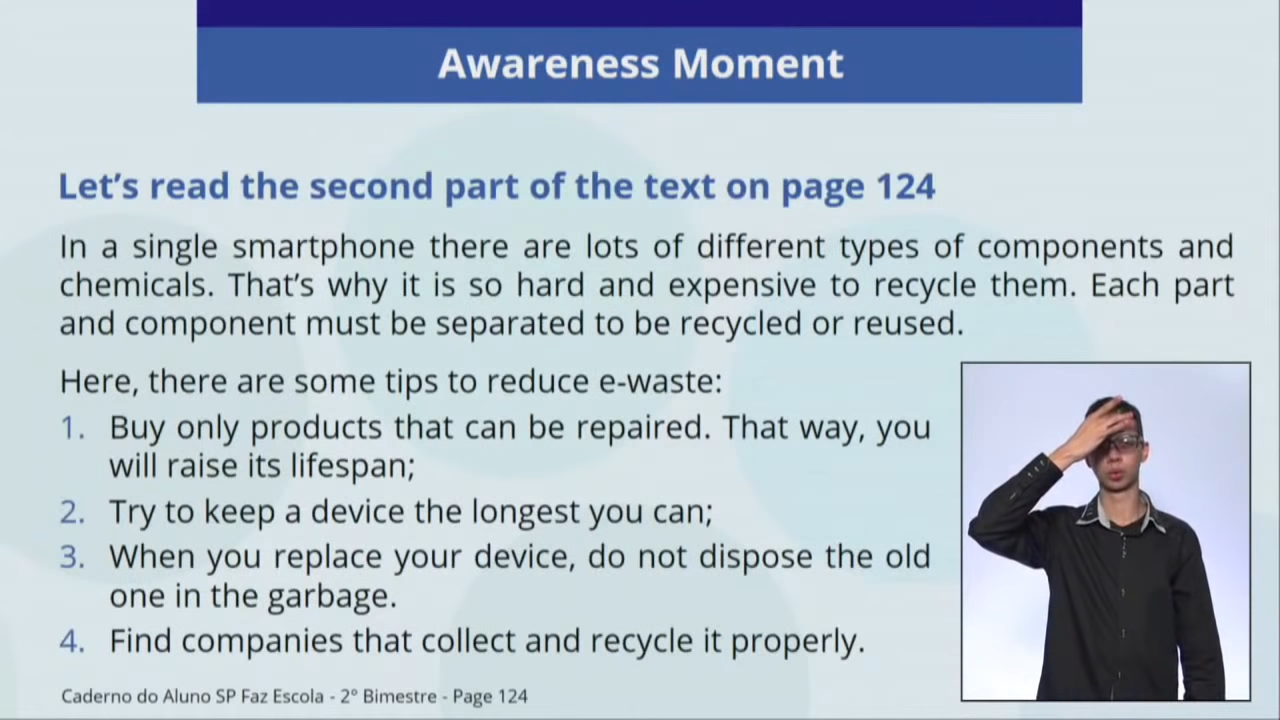 Awareness Moment
Let’s read the second part of the text on page 124
In a single smartphone there are lots of different types of components and
chemicals. That’s why it is so hard and expensive to recycle them. Each part
and component must be separated to be recycled or reused.
Here, there are some tips to reduce e-waste:
1. Buy only products that can be repaired. That way, you
will raise its lifespan;
2. Try to keep a device the longest you can;
3. When you replace your device, do not dispose the old
one in the garbage.
4. Find companies that collect and recycle it properly.
Caderno do Aluno SP Faz Escola - 2° Bimestre - Page 124